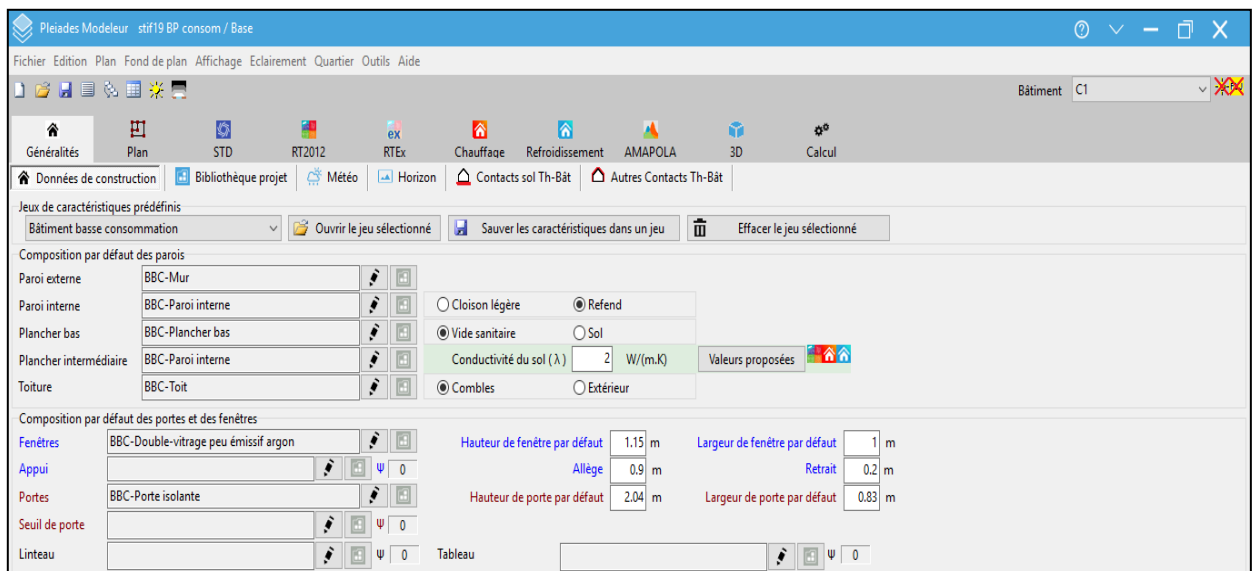 Pleiades Modeleur stif19 BP consom / Base
Fichier Edition Plan Fond de plan Affichage Eclairement Quartier Outils Aide
Bâtiment C1
Généralités Plan STD RT2012 RTEx Chauffage Refroidissement AMAPOLA 3D Calcul
Données de construction Bibliothèque projet Météo Horizon Contacts sol Th-Bât Autres Contacts Th-Bât
Jeux de caractéristiques prédéfinis
Bâtiment basse consommation Ouvrir le jeu sélectionné Sauver les caractéristiques dans un jeu Effacer le jeu sélectionné
Composition par défaut des parois
Paroi externe BBC-Mur
Paroi interne BBC-Paroi interne Cloison légère Refend
Plancher bas BBC-Plancher bas Vide sanitaire Sol
Plancher intermédiaire BBC-Paroi interne Conductivité du sol ( λ ) 2 W/(m.K) Valeurs proposées
Toiture BBC-Toit Combles Extérieur
Composition par défaut des portes et des fenêtres
Fenêtres BBC-Double-vitrage peu émissif argon Hauteur de fenêtre par défaut 1.15 m Largeur de fenêtre par défaut 1 m
Appui Ψ 0 Allège 0.9 m Retrait 0.2 m
Portes BBC-Porte isolante Hauteur de porte par défaut 2.04 m Largeur de porte par défaut 0.83 m
Seuil de porte Ψ 0
Linteau Ψ 0 Tableau Ψ 0